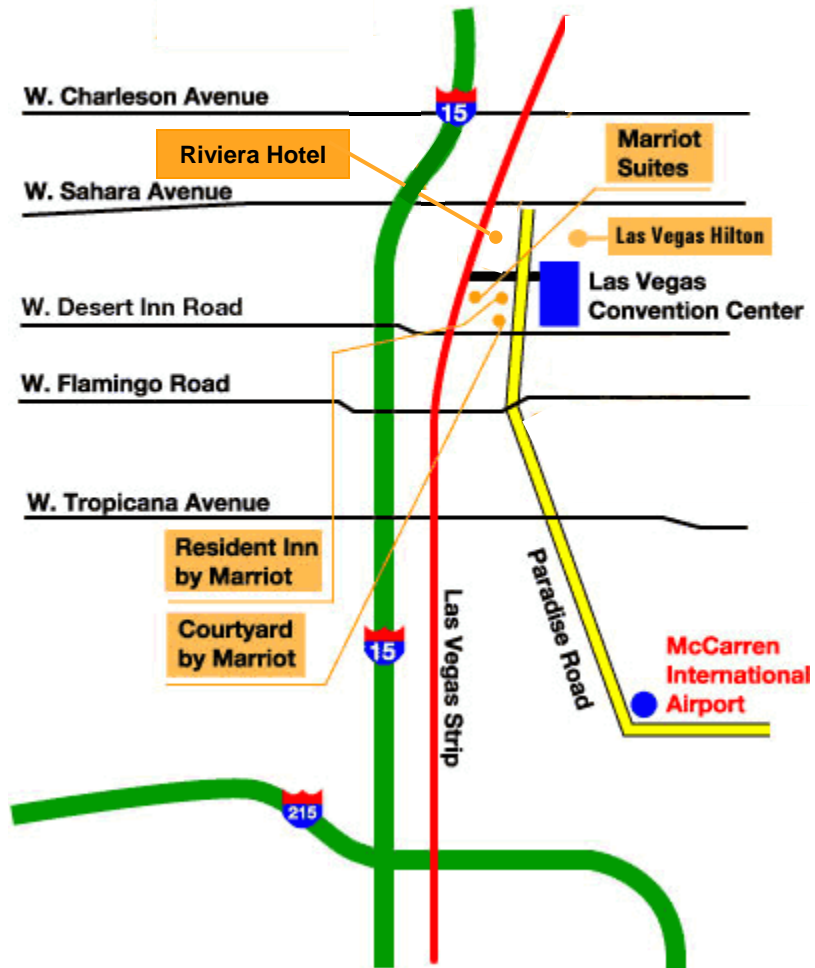 W. Charleson Avenue
15
Riviera Hotel
Marriot
Suites
W. Sahara Avenue
Las Vegas Hilton
Las Vegas
Convention Center
W. Desert Inn Road
W. Flamingo Road
W. Tropicana Avenue
Resident Inn
by Marriot
Courtyard
by Marriot
15
Las Vegas Strip
Paradise Road
McCarren
International
Airport
215